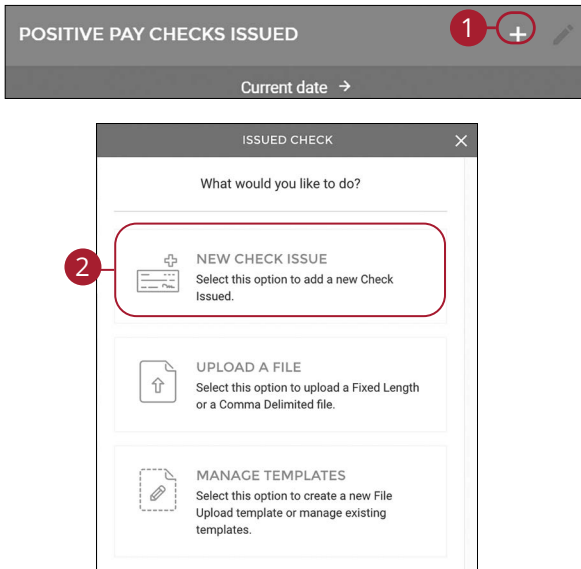 POSITIVE PAY CHECKS ISSUED
1
+
Current date →
ISSUED CHECK
What would you like to do?
2
NEW CHECK ISSUE
Select this option to add a new Check
Issued.
UPLOAD A FILE
Select this option to upload a Fixed Length
or a Comma Delimited file.
MANAGE TEMPLATES
Select this option to create a new File
Upload template or manage existing
templates.